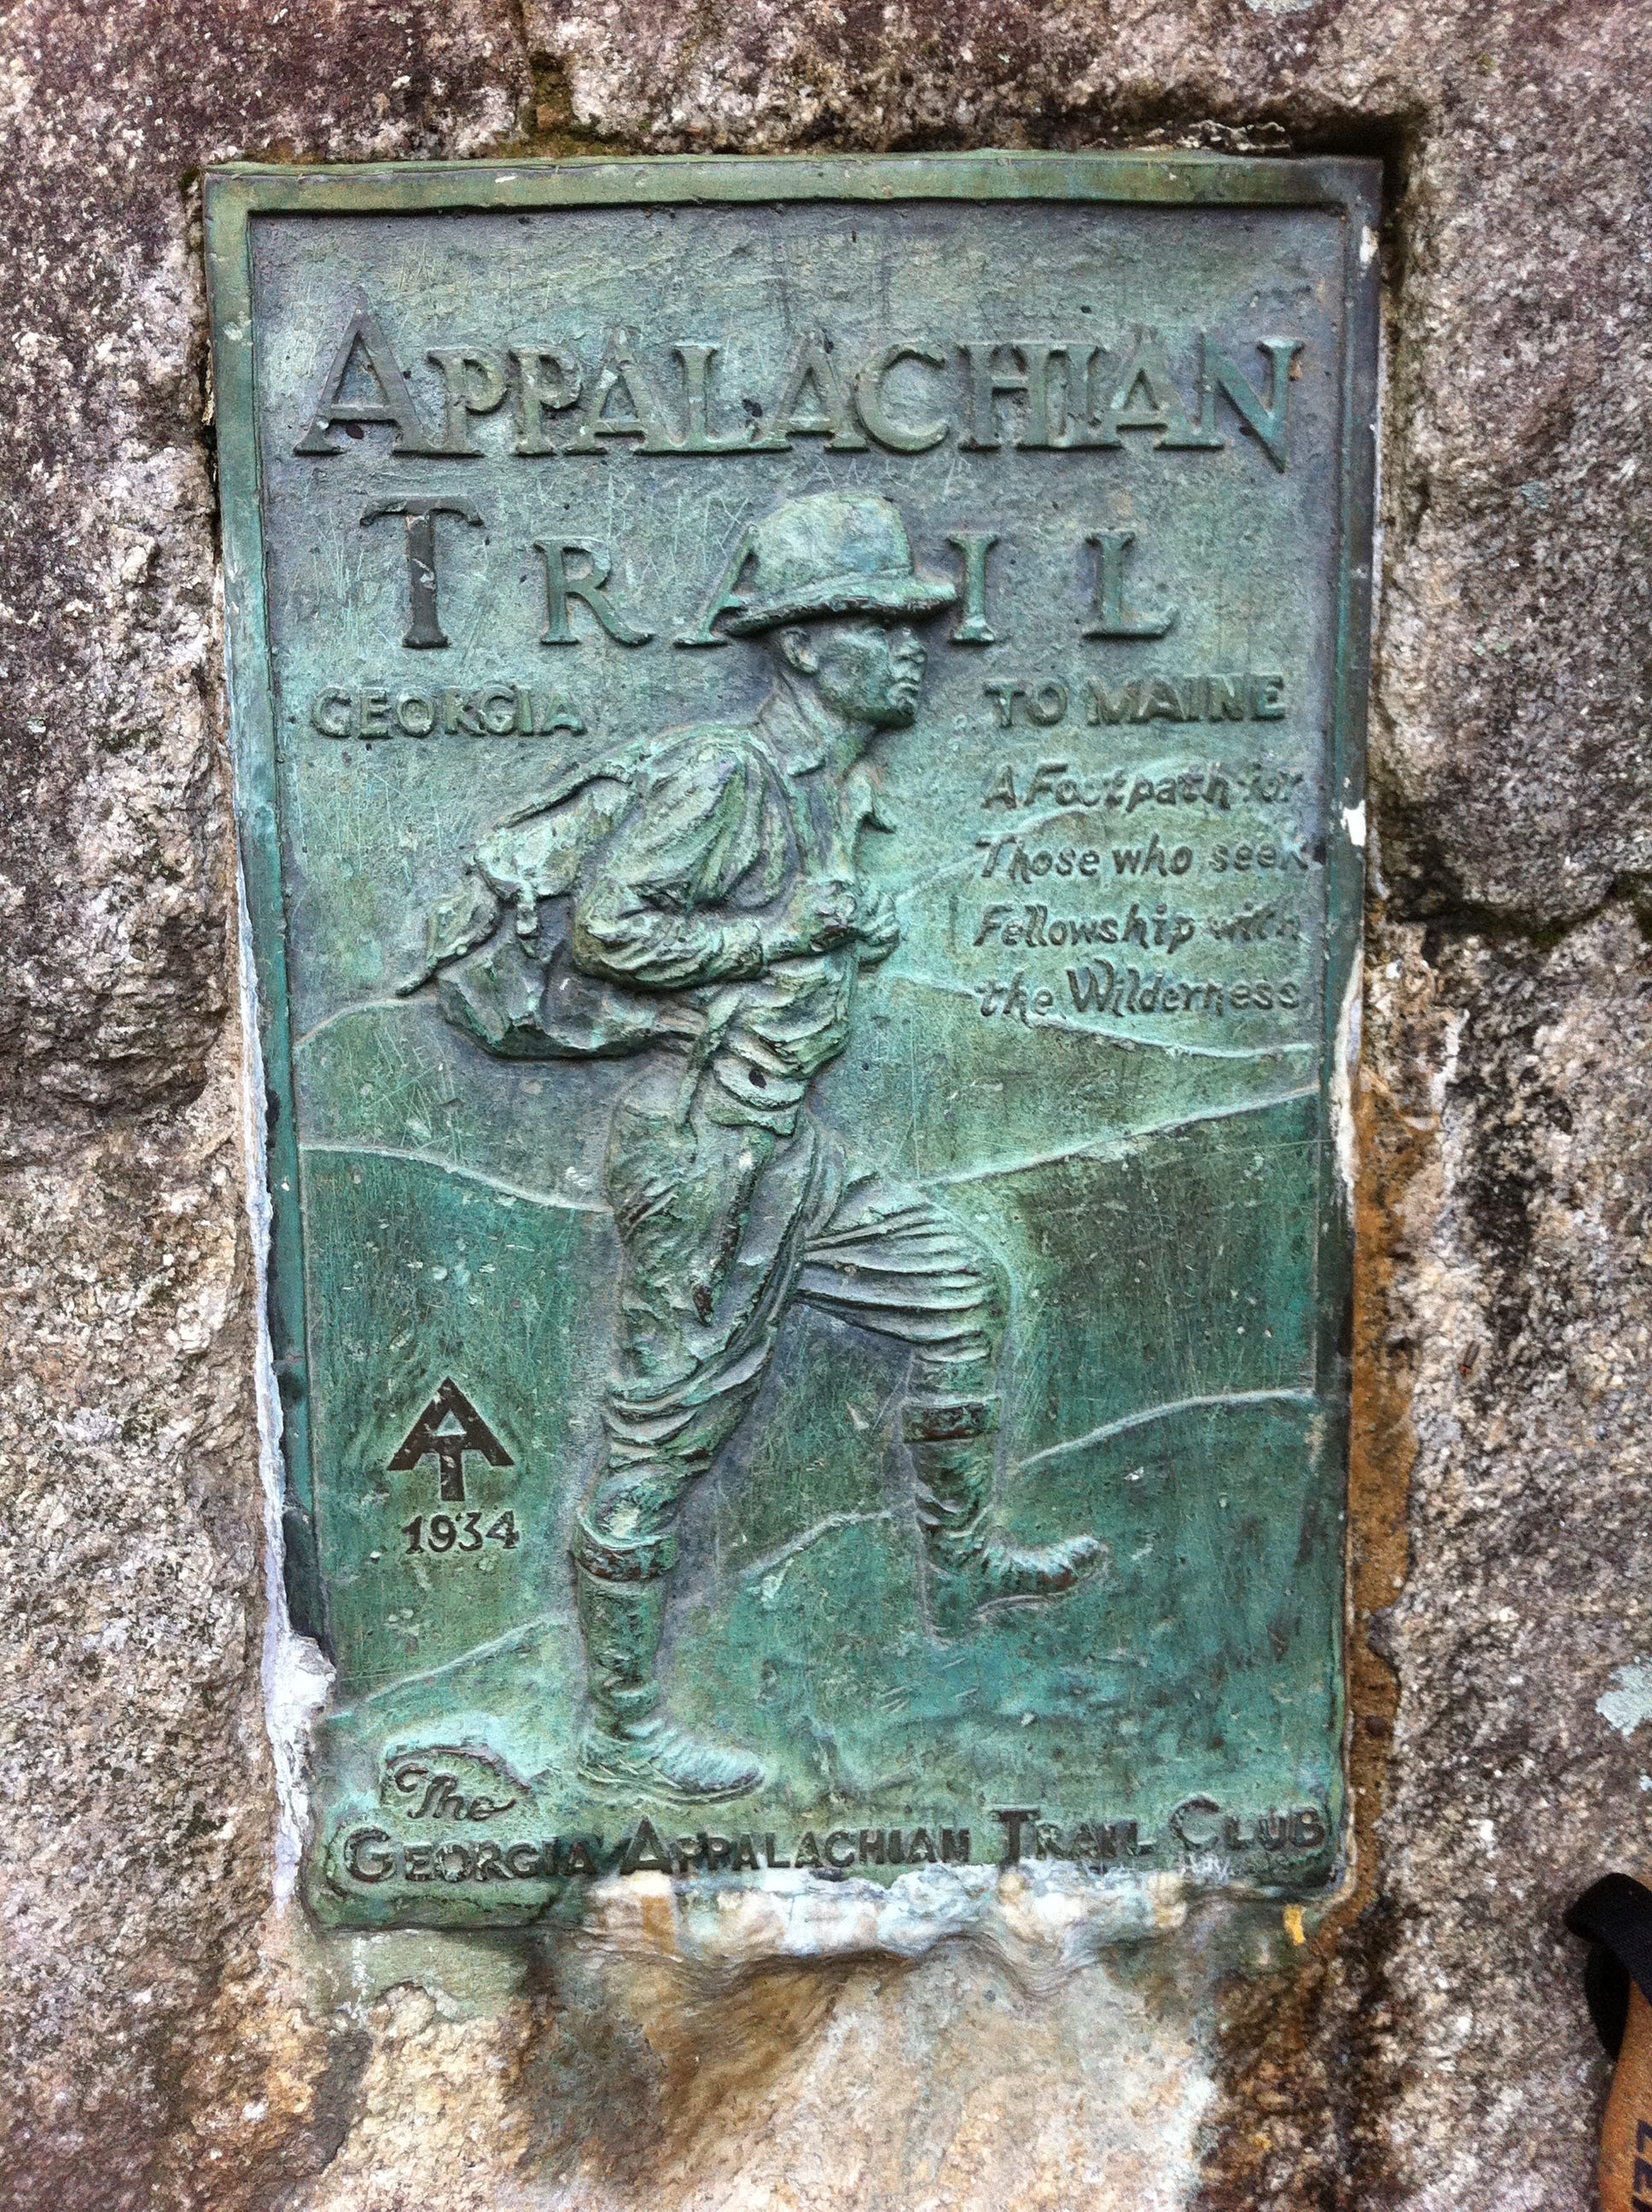 APPALACHIAN
TRAIL
GEORGIA TO MAINE
A Footpath for
Those who seek
Fellowship with
the Wilderness
AT
1934
The
GEORGIA APPALACHIAN TRAIL CLUB